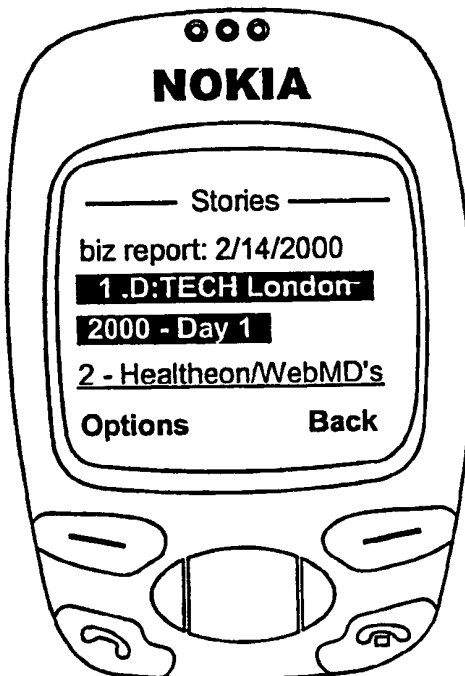 NOKIA
Stories
biz report: 2/14/2000
1 .D:TECH London-
2000 - Day 1
2 - Healtheon/WebMD's
Options Back